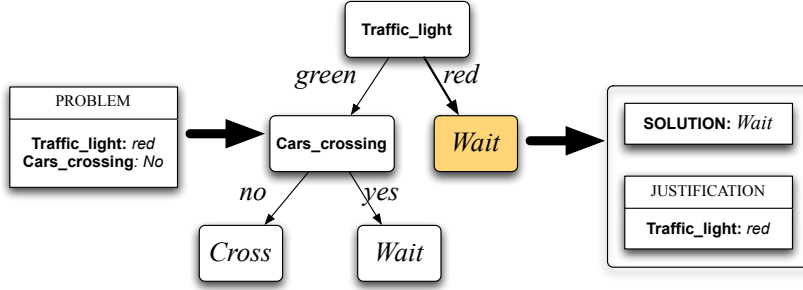 Traffic_light
green
red
PROBLEM
Traffic_light: red
Cars_crossing: No
Cars_crossing
Wait
SOLUTION: Wait
JUSTIFICATION
Traffic_light: red
no
yes
Cross
Wait